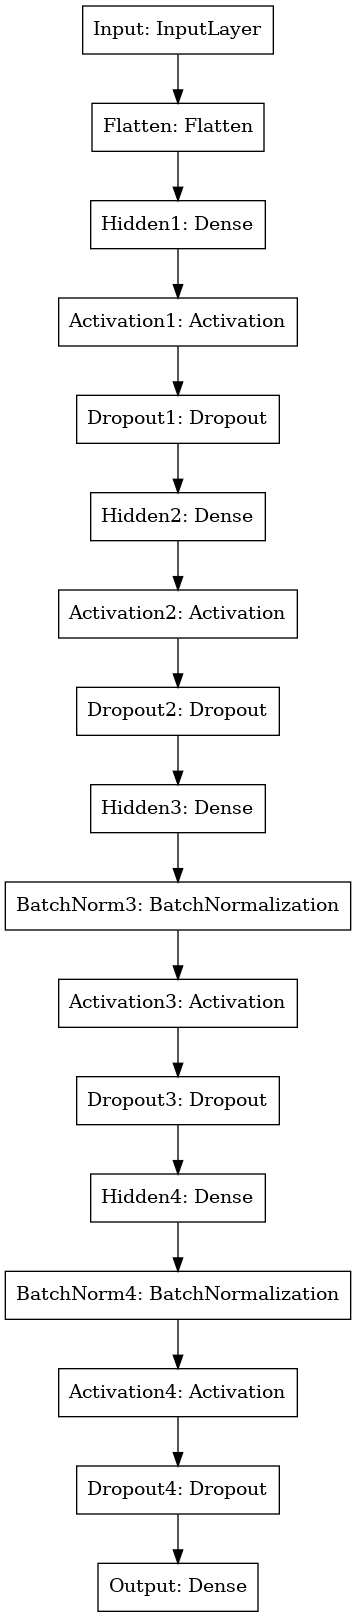 Input: InputLayer
Flatten: Flatten
Hidden1: Dense
Activation1: Activation
Dropout1: Dropout
Hidden2: Dense
Activation2: Activation
Dropout2: Dropout
Hidden3: Dense
BatchNorm3: BatchNormalization
Activation3: Activation
Dropout3: Dropout
Hidden4: Dense
BatchNorm4: BatchNormalization
Activation4: Activation
Dropout4: Dropout
Output: Dense